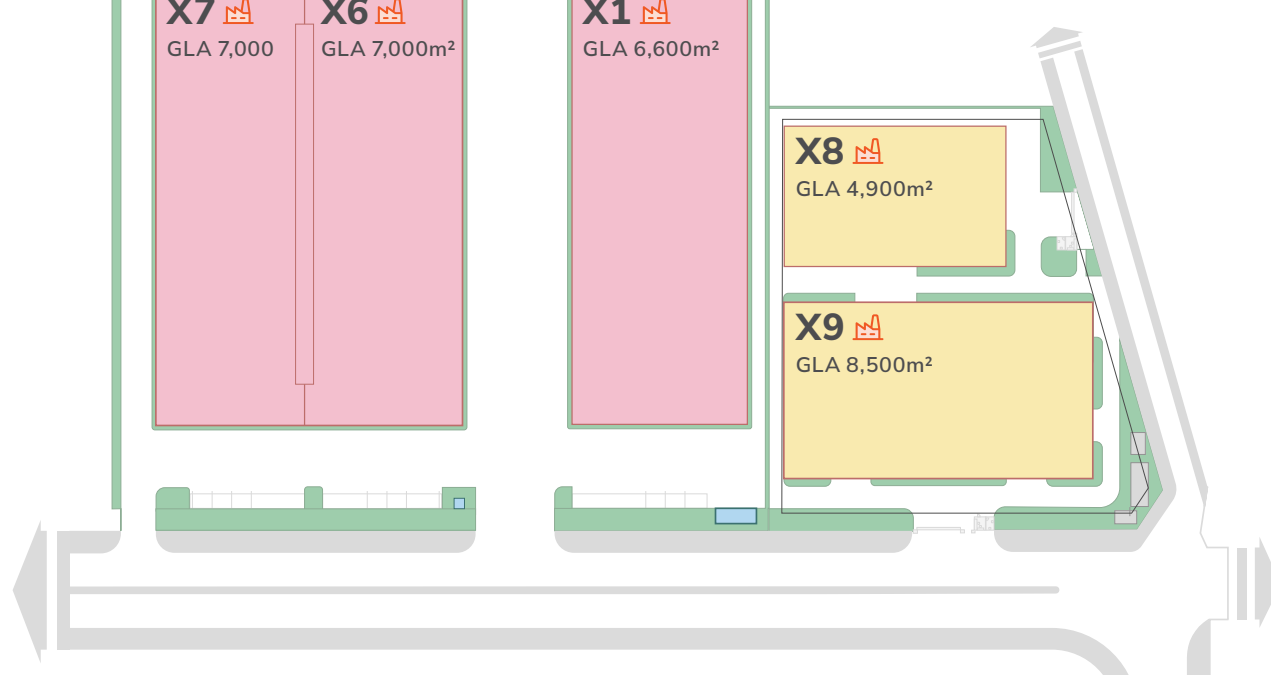 X7
GLA 7,000
X6
GLA 7,000m²
X1
GLA 6,600m²
X8
GLA 4,900m²
X9
GLA 8,500m²